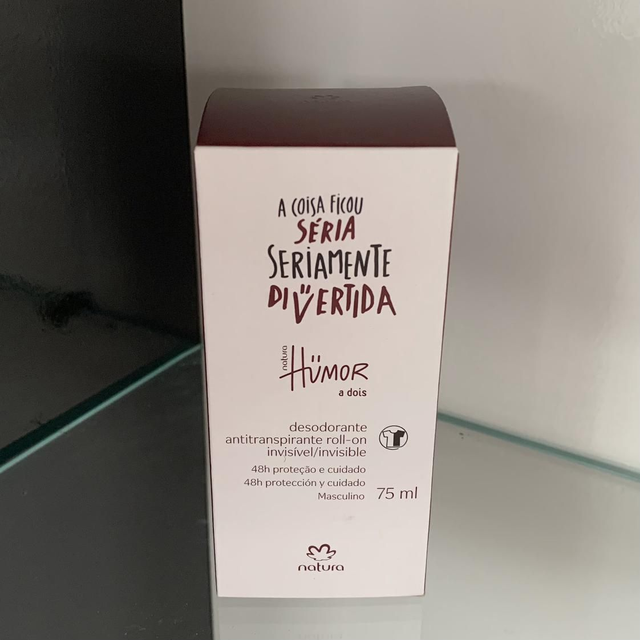 A COISA FICOU
SÉRIA
SERIAMENTE
DIVERTIDA
natura
HÜMOR
a dois
desodorante
antitranspirante roll-on
invisível/invisible
48h proteção e cuidado
48h protección y cuidado
Masculino 75 ml
natura